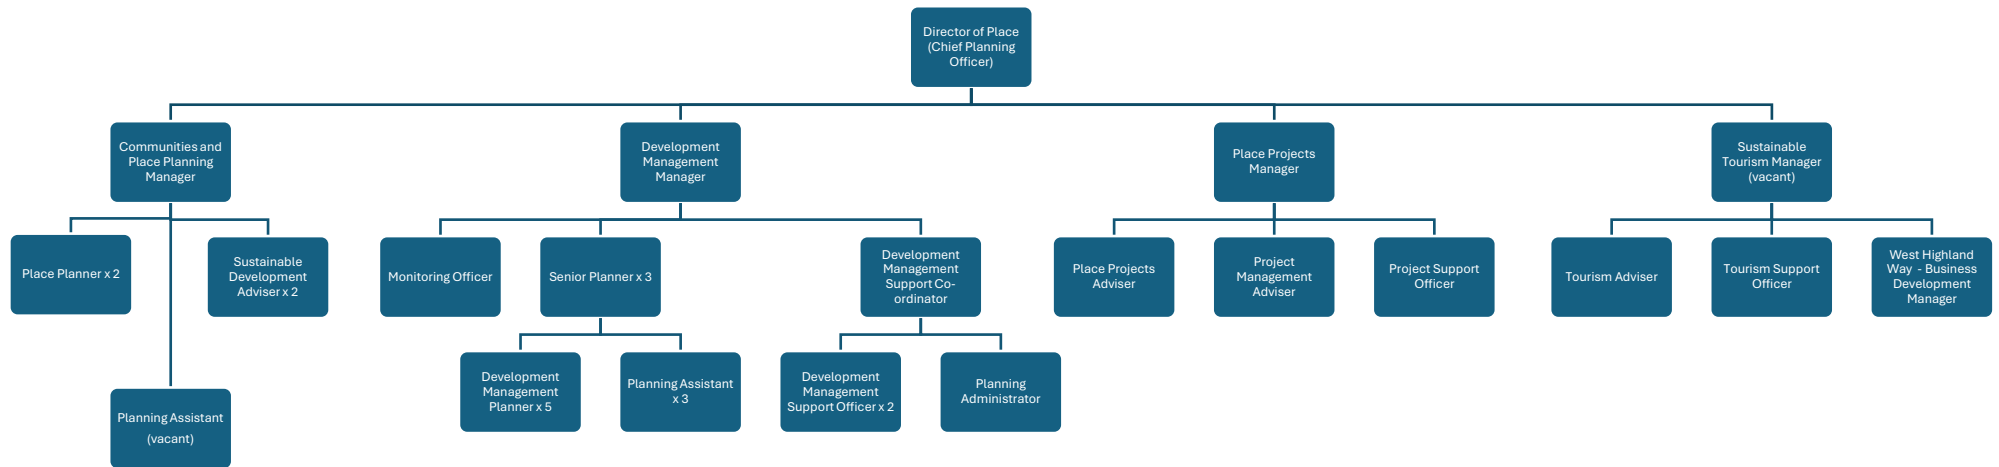 Director of Place
(Chief Planning
Officer)
Communities and
Place Planning
Manager
Development
Management
Manager
Place Projects
Manager
Sustainable
Tourism Manager
(vacant)
Place Planner x 2
Sustainable
Development
Adviser x 2
Monitoring Officer
Senior Planner x 3
Development
Management
Support Co-
ordinator
Place Projects
Adviser
Project
Management
Adviser
Project Support
Officer
Tourism Adviser
Tourism Support
Officer
West Highland
Way - Business
Development
Manager
Planning Assistant
(vacant)
Development
Management
Planner x 5
Planning Assistant
x 3
Development
Management
Support Officer x 2
Planning
Administrator